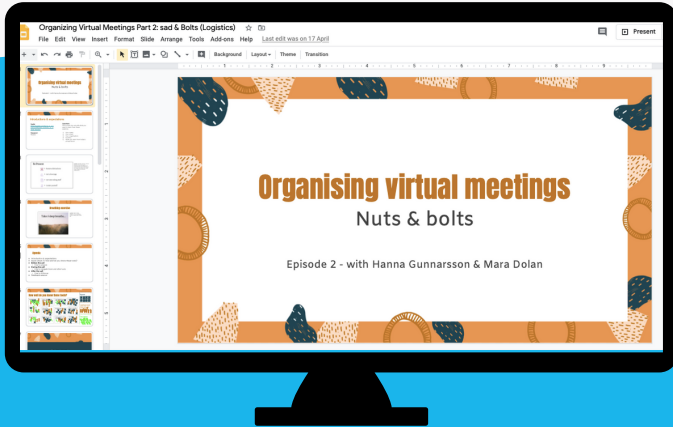 Organizing Virtual Meetings Part 2: sad & Bolts (Logistics)
File Edit View Insert Format Slide Arrange Tools Add-ons Help Last edit was on 17 April
Present
Background Layout Theme Transition
Organising virtual meetings
Nuts & bolts
Episode 2 - with Hanna Gunnarsson & Mara Dolan